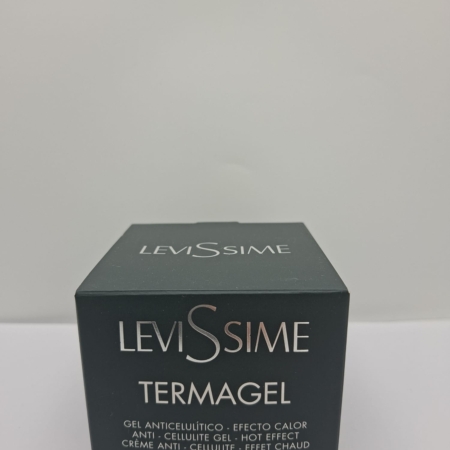 LEVISSIME
LEVISSIME
TERMAGEL
GEL ANTICELULÍTICO - EFECTO CALOR
ANTI - CELLULITE GEL - HOT EFFECT
CRÈME ANTI - CELLULITE - EFFET CHAUD